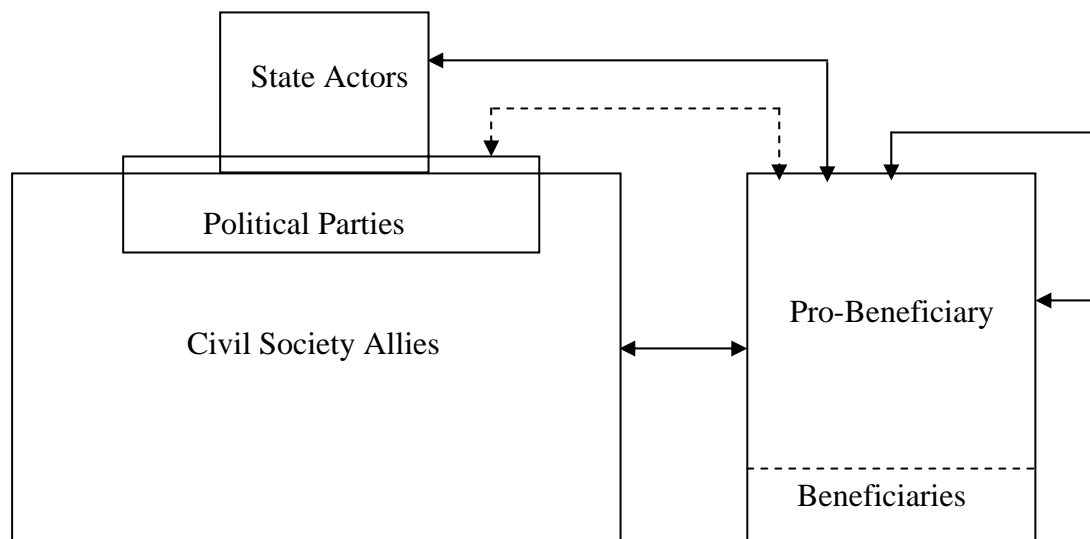 State Actors
Political Parties
Pro-Beneficiary
Civil Society Allies
Beneficiaries